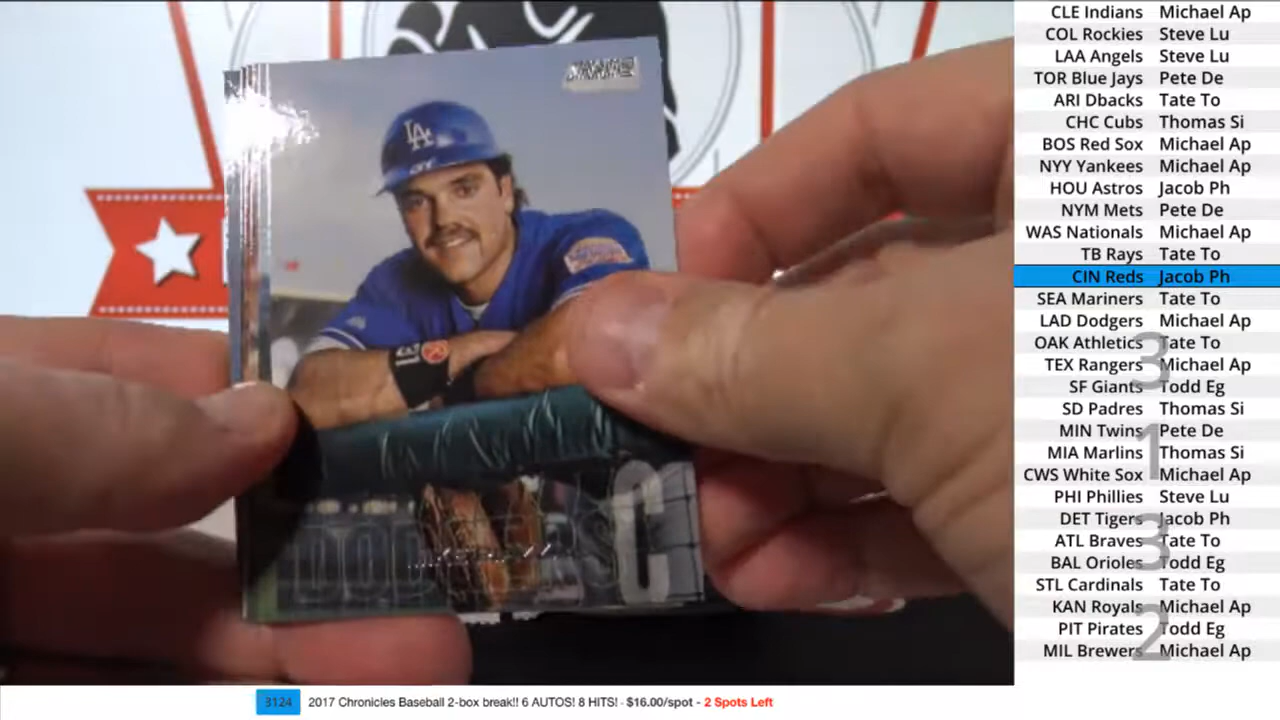 LA
DODGERS
C
CLE Indians Michael Ap
COL Rockies Steve Lu
LAA Angels Steve Lu
TOR Blue Jays Pete De
ARI Dbacks Tate To
CHC Cubs Thomas Si
BOS Red Sox Michael Ap
NYY Yankees Michael Ap
HOU Astros Jacob Ph
NYM Mets Pete De
WAS Nationals Michael Ap
TB Rays Tate To
CIN Reds Jacob Ph
SEA Mariners Tate To
LAD Dodgers Michael Ap
OAK Athletics Tate To
TEX Rangers Michael Ap
SF Giants Todd Eg
SD Padres Thomas Si
MIN Twins Pete De
MIA Marlins Thomas Si
CWS White Sox Michael Ap
PHI Phillies Steve Lu
DET Tigers Jacob Ph
ATL Braves Tate To
BAL Orioles Todd Eg
STL Cardinals Tate To
KAN Royals Michael Ap
PIT Pirates Todd Eg
MIL Brewers Michael Ap
3
1
3
2
3124 2017 Chronicles Baseball 2-box break!! 6 AUTOS! 8 HITS! - $16.00/spot - 2 Spots Left